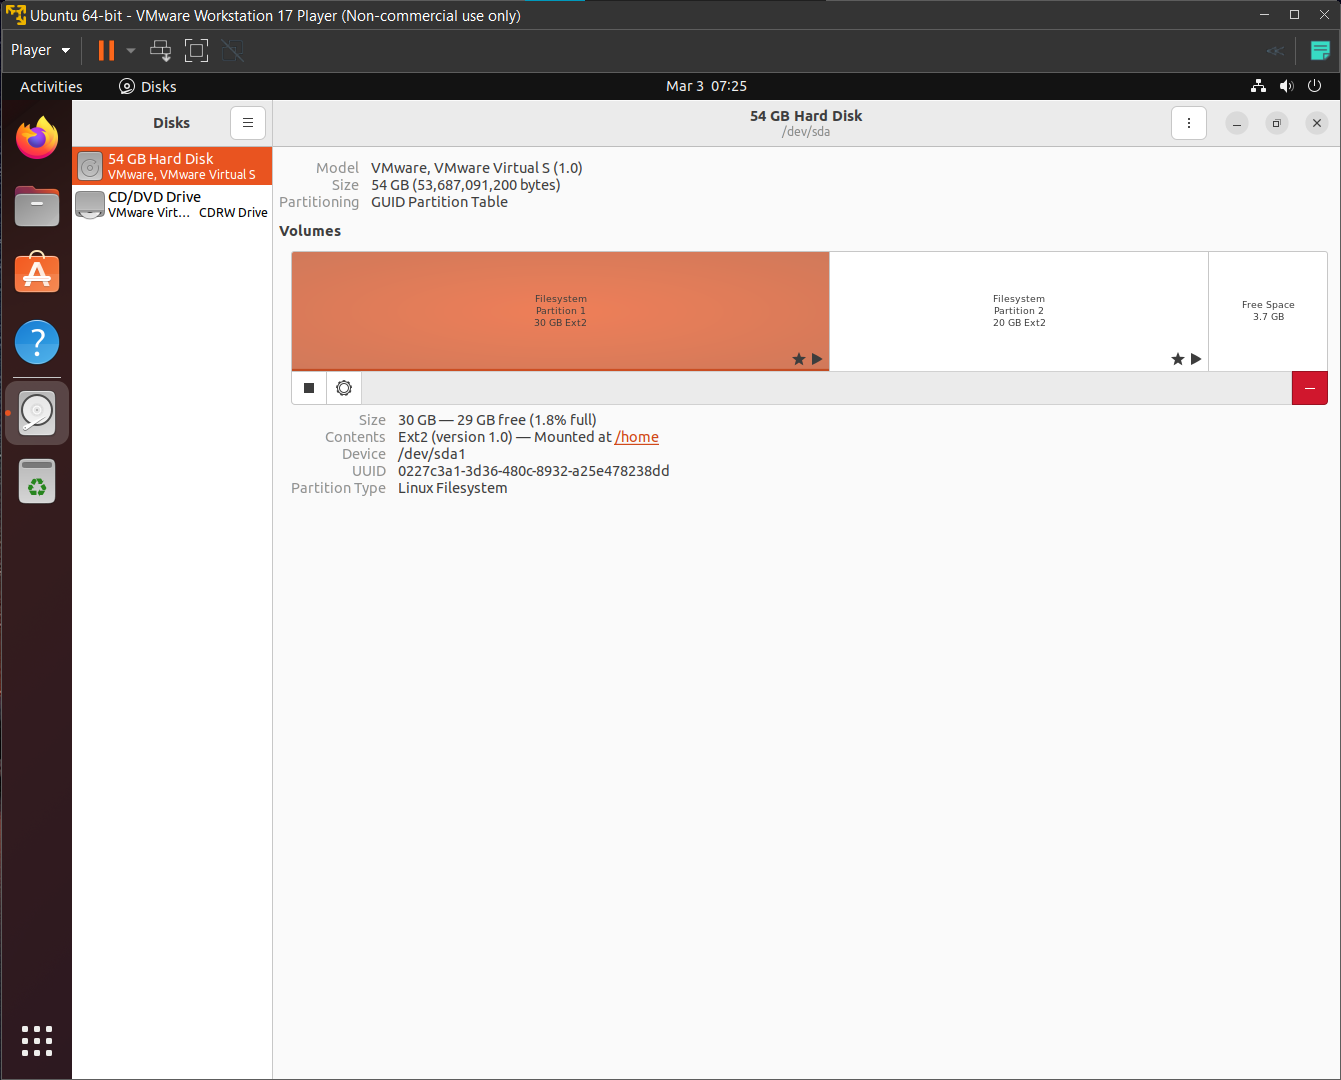 Ubuntu 64-bit - VMware Workstation 17 Player (Non-commercial use only)
Player
Activities
Disks
Mar 3 07:25
Disks
54 GB Hard Disk
/dev/sda
54 GB Hard Disk
VMware, VMware Virtual S
CD/DVD Drive
VMware Virt... CDRW Drive
Model VMware, VMware Virtual S (1.0)
Size 54 GB (53,687,091,200 bytes)
Partitioning GUID Partition Table
Volumes
Filesystem
Partition 1
30 GB Ext2
Filesystem
Partition 2
20 GB Ext2
Free Space
3.7 GB
Size 30 GB — 29 GB free (1.8% full)
Contents Ext2 (version 1.0) — Mounted at /home
Device /dev/sda1
UUID 0227c3a1-3d36-480c-8932-a25e478238dd
Partition Type Linux Filesystem